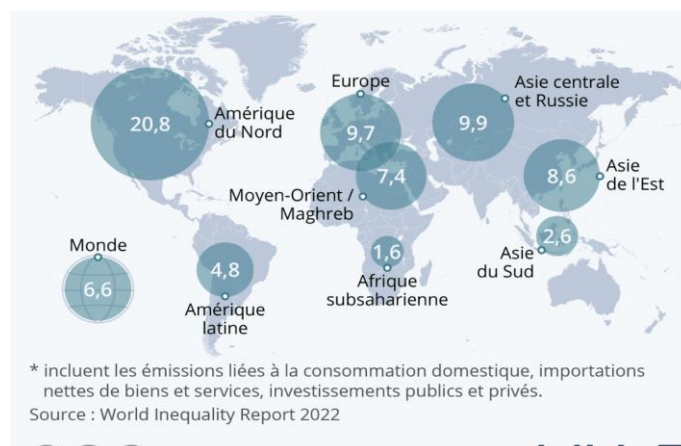 Europe
Asie centrale
et Russie
20,8
Amérique
du Nord
9,7
9,9
7,4
8,6
Asie
de l'Est
Moyen-Orient /
Maghreb
Monde
6,6
4,8
1,6
2,6
Asie
du Sud
Afrique
subsaharienne
Amérique
latine
* incluent les émissions liées à la consommation domestique, importations
nettes de biens et services, investissements publics et privés.
Source : World Inequality Report 2022